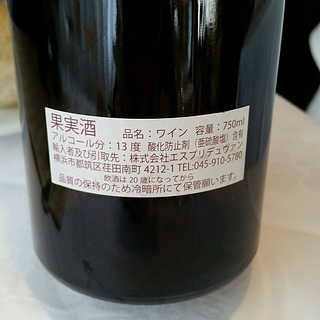 果実酒 品名：ワイン 容量：750ml
アルコール分：13度 酸化防止剤（亜硫酸塩）含有
輸入者及び引取先：株式会社エスプリデュヴァン
横浜市都筑区荏田南町 4212-1 TEL:045-910-5780
飲酒は20歳になってから
品質の保持のため冷暗所にて保管願います。